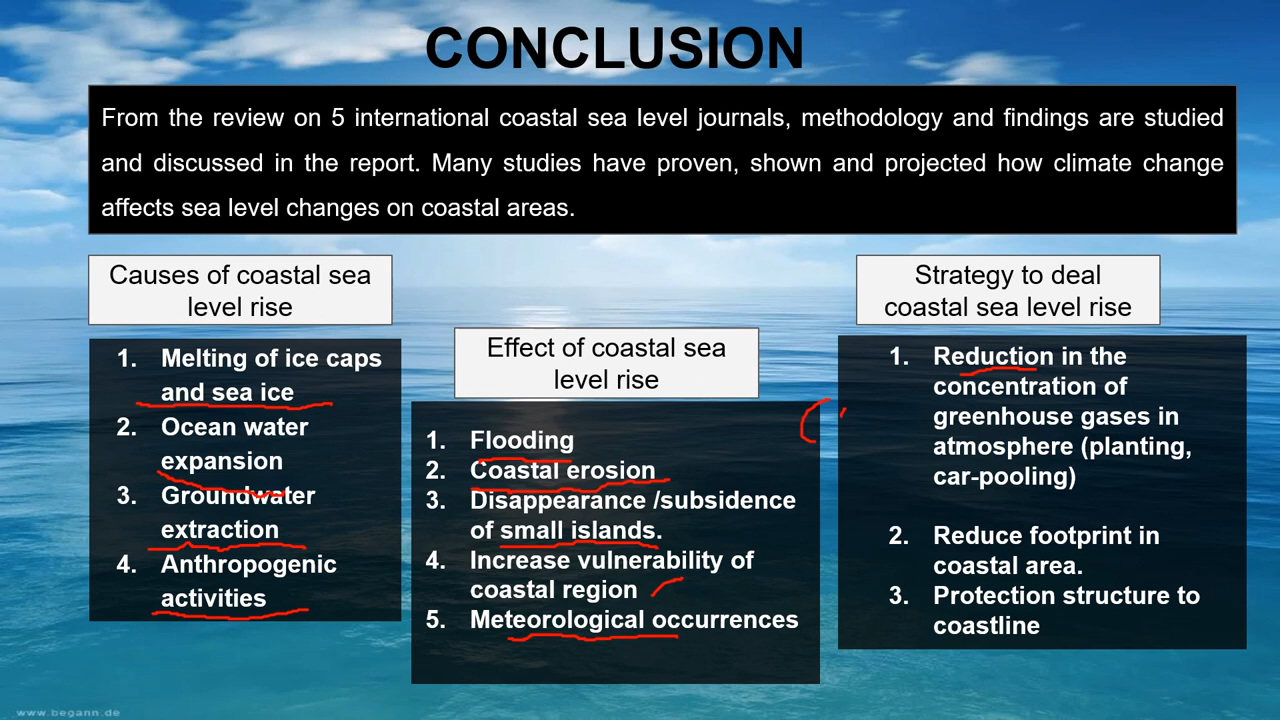 CONCLUSION
From the review on 5 international coastal sea level journals, methodology and findings are studied
and discussed in the report. Many studies have proven, shown and projected how climate change
affects sea level changes on coastal areas.
Causes of coastal sea
level rise
1. Melting of ice caps
and sea ice
2. Ocean water
expansion
3. Groundwater
extraction
4. Anthropogenic
activities
Effect of coastal sea
level rise
1. Flooding
2. Coastal erosion
3. Disappearance /subsidence
of small islands.
4. Increase vulnerability of
coastal region
5. Meteorological occurrences
Strategy to deal
coastal sea level rise
1. Reduction in the
concentration of
greenhouse gases in
atmosphere (planting,
car-pooling)
2. Reduce footprint in
coastal area.
3. Protection structure to
coastline
www.begann.de